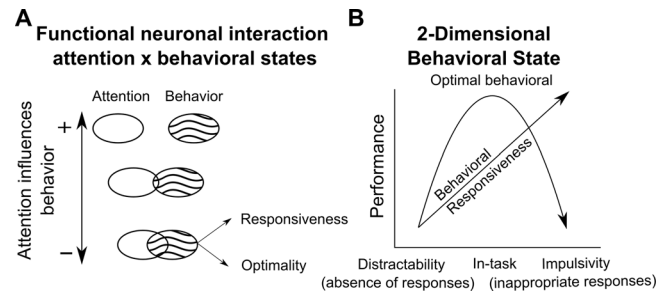 A
Functional neuronal interaction
attention x behavioral states
Attention
Behavior
Attention influences
behavior
+
−
Responsiveness
Optimality
B
2-Dimensional
Behavioral State
Optimal behavioral
Performance
Behavioral
Responsiveness
Distractability
(absence of responses)
In-task
Impulsivity
(inappropriate responses)